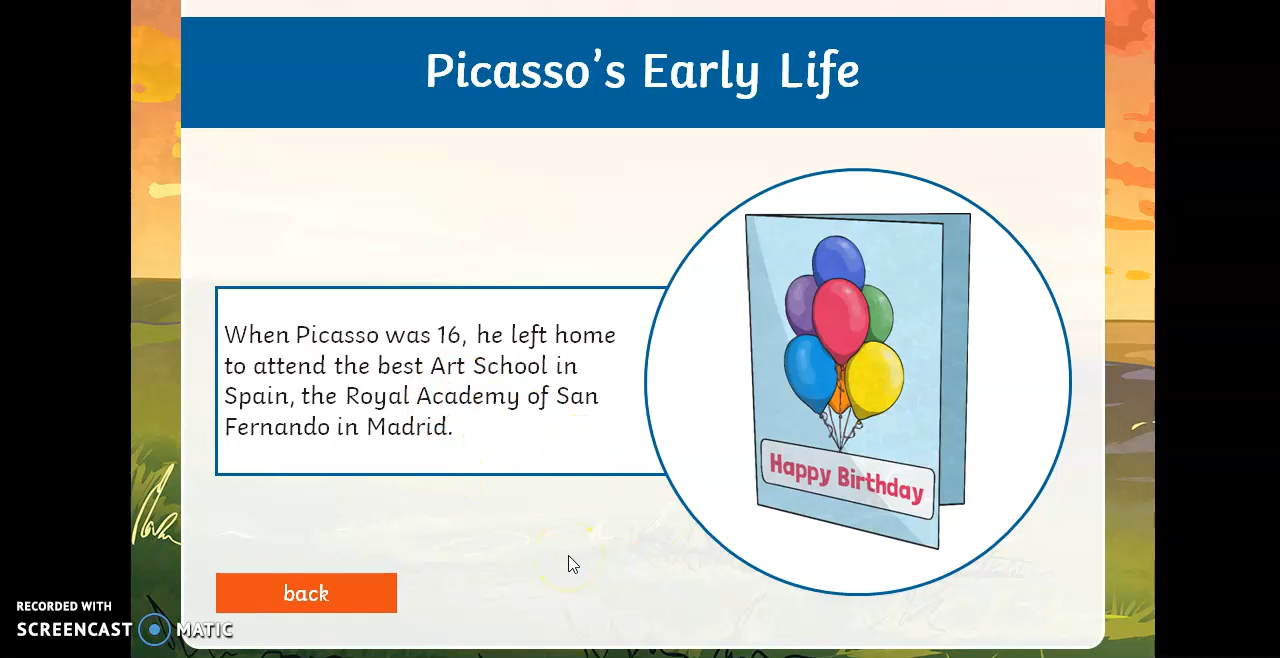 Picasso's Early Life
When Picasso was 16, he left home
to attend the best Art School in
Spain, the Royal Academy of San
Fernando in Madrid.
Happy Birthday
back
RECORDED WITH
SCREENCAST MATIC